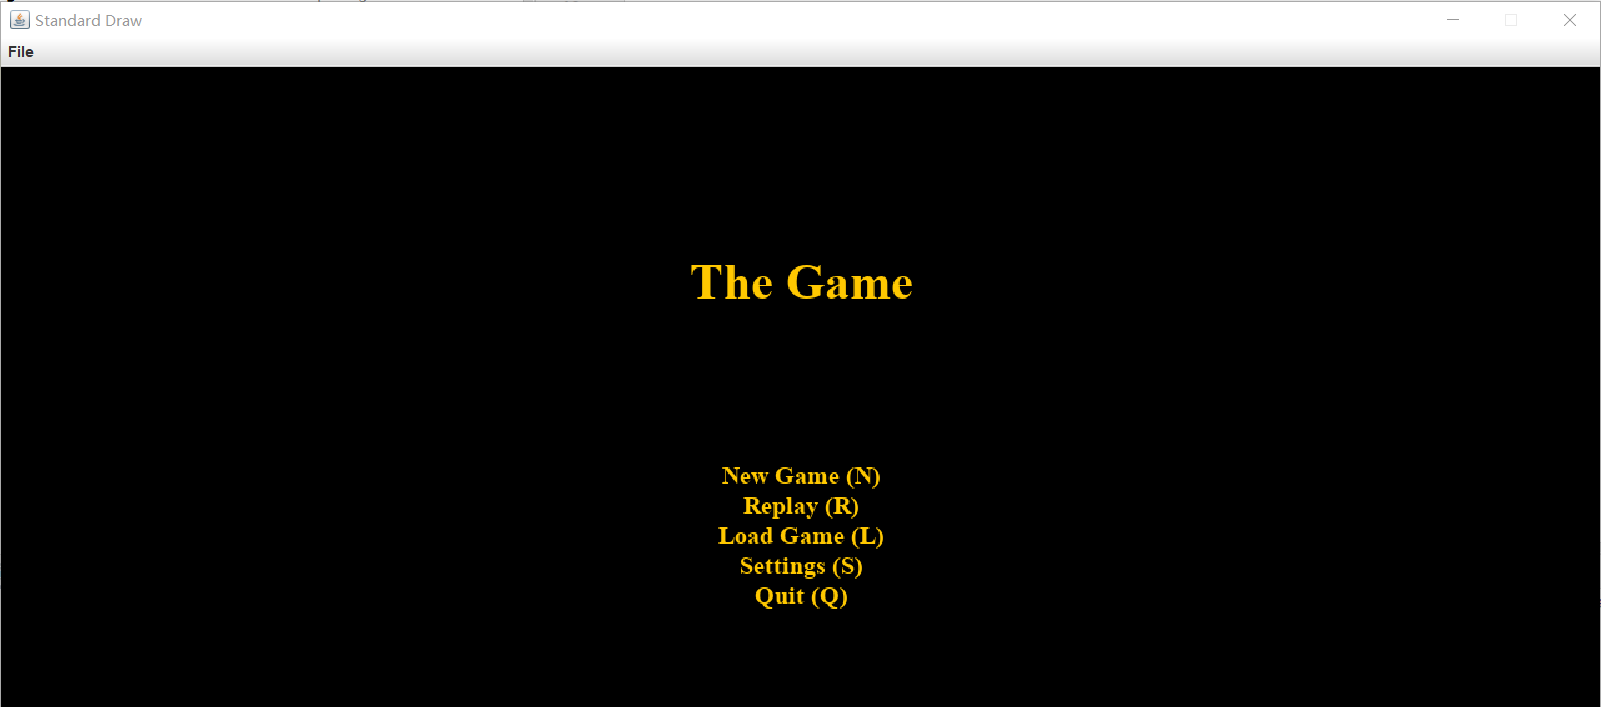 Standard Draw
File
The Game
New Game (N)
Replay (R)
Load Game (L)
Settings (S)
Quit (Q)